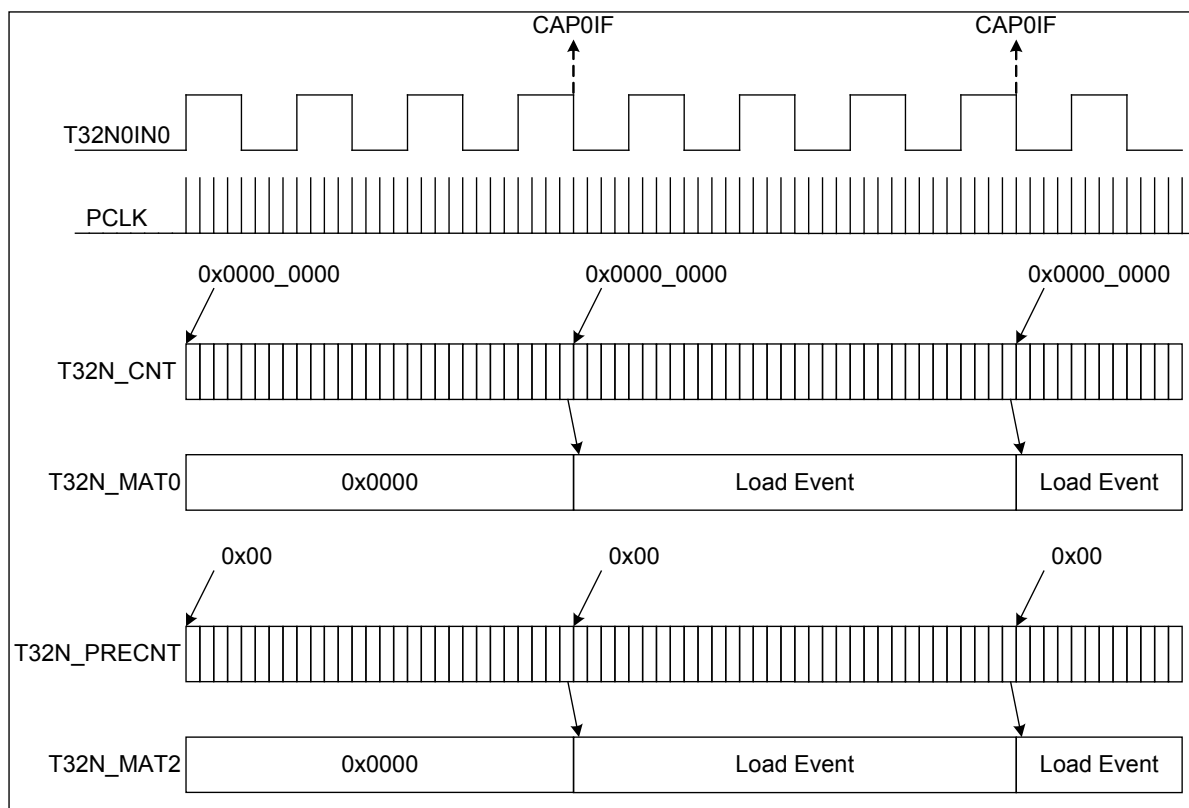 CAP0IF CAP0IF
T32N0IN0
PCLK
0x0000_0000 0x0000_0000 0x0000_0000
T32N_CNT
T32N_MAT0 0x0000 Load Event Load Event
0x00 0x00 0x00
T32N_PRECNT
T32N_MAT2 0x0000 Load Event Load Event